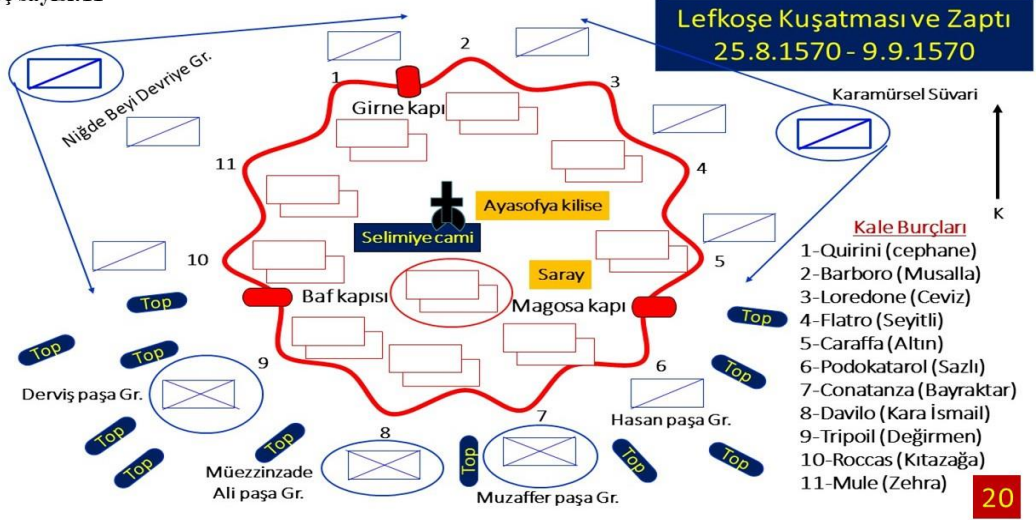 Lefkoşe Kuşatması ve Zaptı
25.8.1570 - 9.9.1570
Niğde Beyi Devriye Gr.
Karamürsel Süvari
K
1
2
3
4
5
6
7
8
9
10
11
Girne kapı
Ayasofya kilise
Selimiye cami
Saray
Baf kapısı
Magosa kapı
Top
Top
Top
Top
Top
Top
Top
Top
Top
Top
Top
Derviş paşa Gr.
Müezzinzade
Ali paşa Gr.
Muzaffer paşa Gr.
Hasan paşa Gr.
Kale Burçları
1-Quirini (cephane)
2-Barboro (Musalla)
3-Loredone (Ceviz)
4-Flatro (Seyitli)
5-Caraffa (Altın)
6-Podokatarol (Sazlı)
7-Conatanza (Bayraktar)
8-Davilo (Kara İsmail)
9-Tripoil (Değirmen)
10-Roccas (Kıtazağa)
11-Mule (Zehra)
20